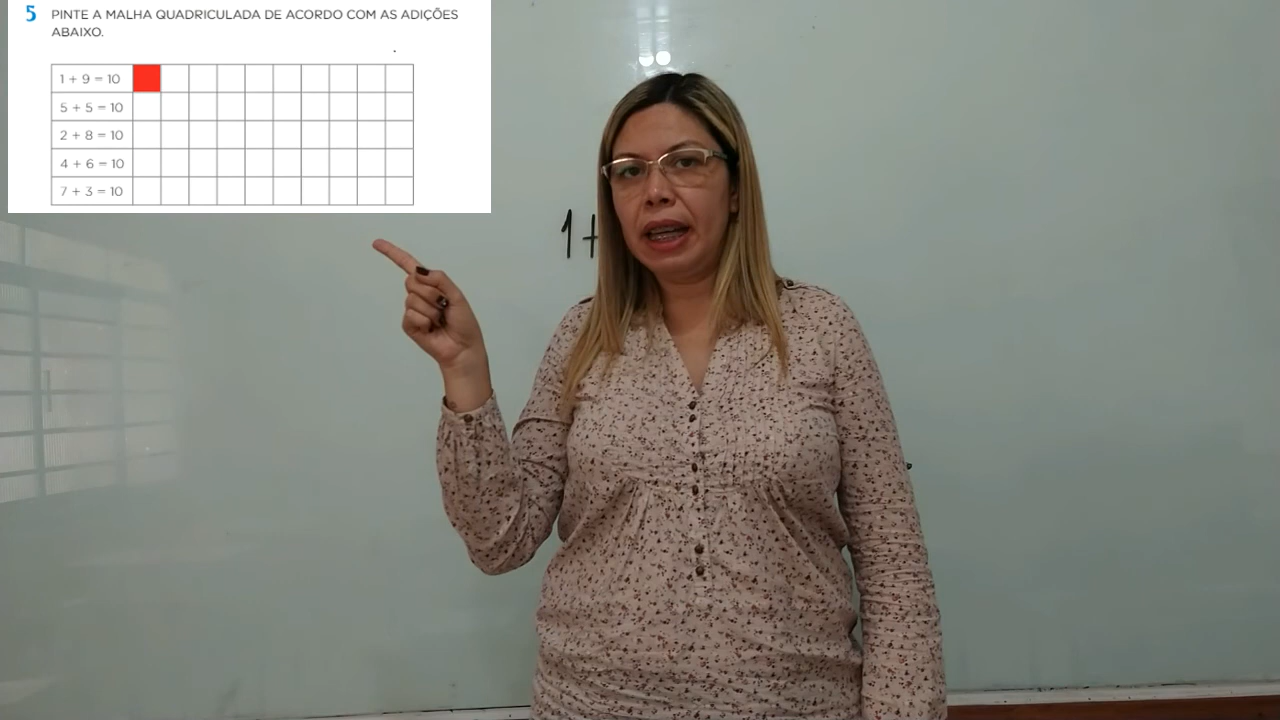 5 PINTE A MALHA QUADRICULADA DE ACORDO COM AS ADIÇÕES
ABAIXO.
1 + 9 = 10
5 + 5 = 10
2 + 8 = 10
4 + 6 = 10
7 + 3 = 10
1 +